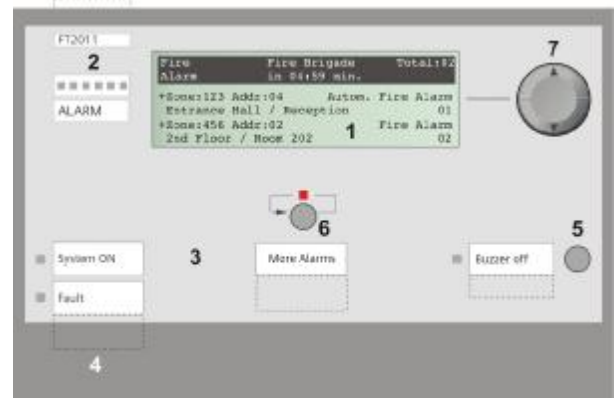 FT2011
2
ALARM
Fire Fire Brigade Total:02
Alarm in 04:59 min.
*Zone:123 Addr:04 Autom. Fire Alarm
Entrance Hall / Reception 01
*Zone:456 Addr:02 Fire Alarm
2nd Floor / Room 202 02
1
7
6
5
System ON
3
More Alarms
Buzzer off
Fault
4